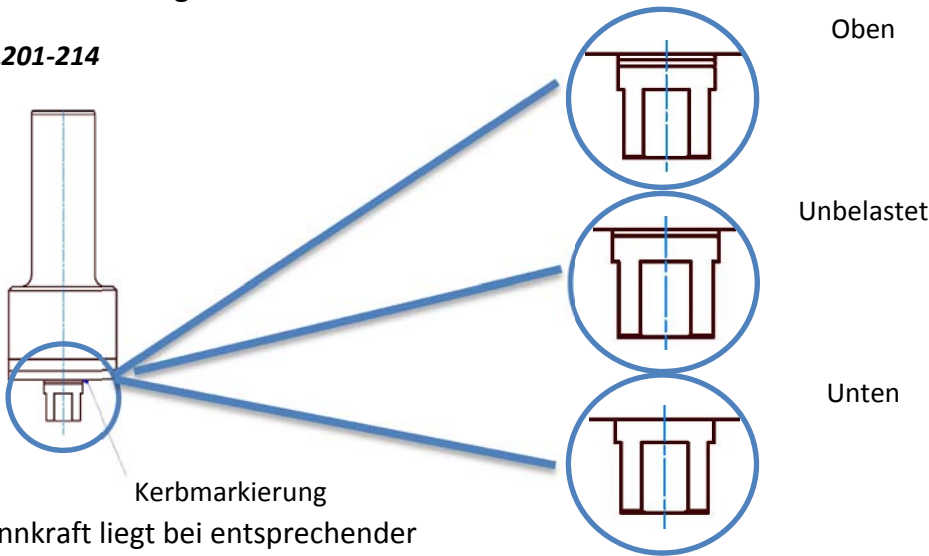 201-214
Oben
Unbelastet
Unten
Kerbmarkierung
nnkraft liegt bei entsprechender